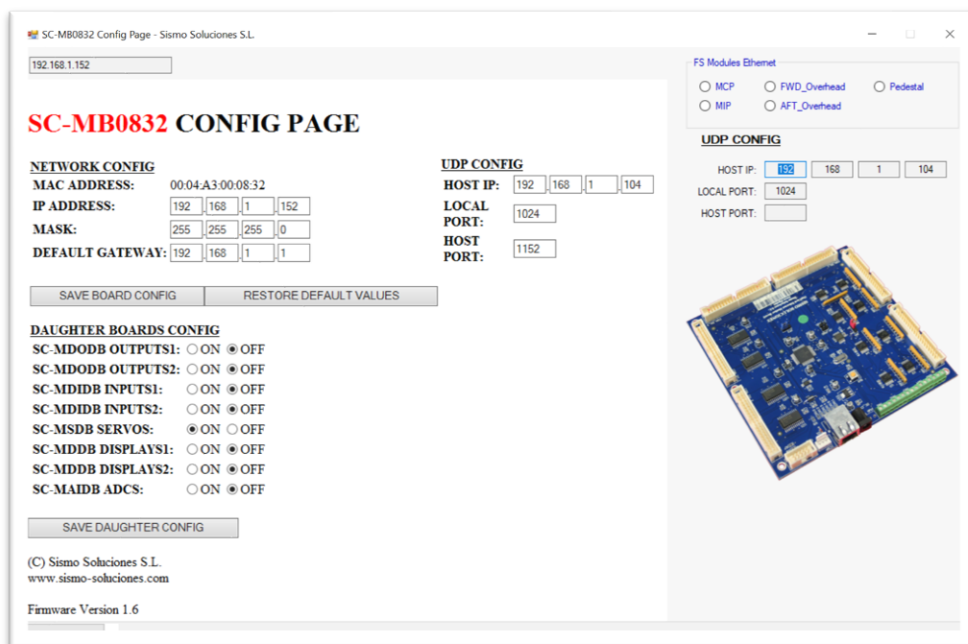 SC-MB0832 Config Page - Sismo Soluciones S.L.
192.168.1.152
SC-MB0832 CONFIG PAGE
NETWORK CONFIG
MAC ADDRESS: 00:04:A3:00:08:32
IP ADDRESS: 192 .168 .1 .152
MASK: 255 .255 .255 .0
DEFAULT GATEWAY: 192 .168 .1 .1
UDP CONFIG
HOST IP: 192 .168 .1 .104
LOCAL PORT: 1024
HOST PORT: 1152
SAVE BOARD CONFIG RESTORE DEFAULT VALUES
DAUGHTER BOARDS CONFIG
SC-MDODB OUTPUTS1: ON OFF
SC-MDODB OUTPUTS2: ON OFF
SC-MDIDB INPUTS1: ON OFF
SC-MDIDB INPUTS2: ON OFF
SC-MSDB SERVOS: ON OFF
SC-MDDB DISPLAYS1: ON OFF
SC-MDDB DISPLAYS2: ON OFF
SC-MAIDB ADCS: ON OFF
SAVE DAUGHTER CONFIG
(C) Sismo Soluciones S.L.
www.sismo-soluciones.com
Firmware Version 1.6
FS Modules Ethernet
MCP FWD_Overhead Pedestal
MIP AFT_Overhead
UDP CONFIG
HOST IP: 192 168 1 104
LOCAL PORT: 1024
HOST PORT: